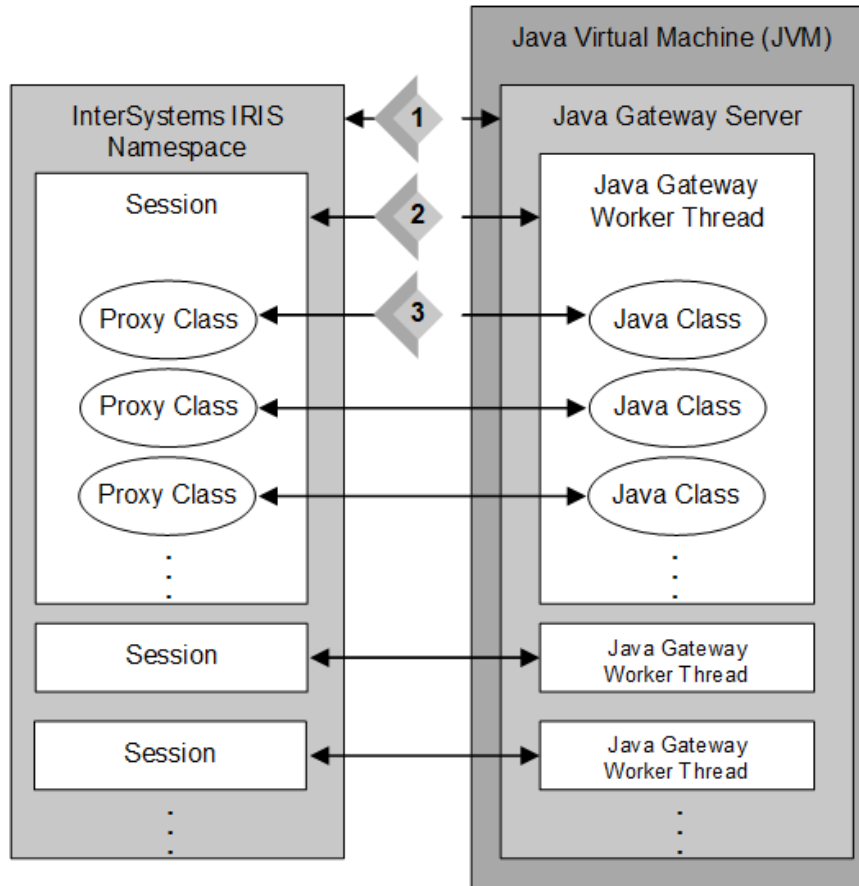 Java Virtual Machine (JVM)
InterSystems IRIS
Namespace
1
Java Gateway Server
Session
2
Java Gateway
Worker Thread
Proxy Class
3
Java Class
Proxy Class
Java Class
Proxy Class
Java Class
Session
Java Gateway
Worker Thread
Session
Java Gateway
Worker Thread